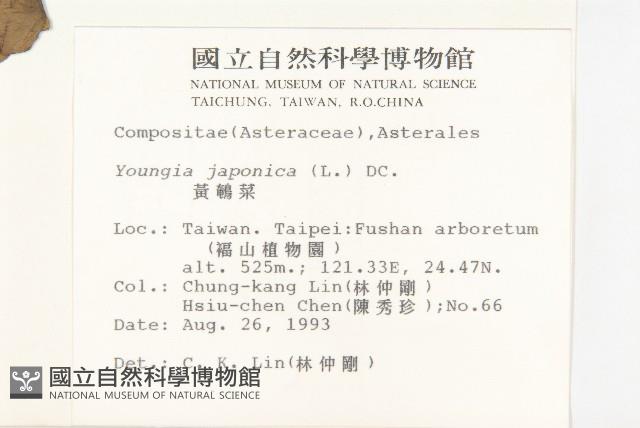 國立自然科學博物館
NATIONAL MUSEUM OF NATURAL SCIENCE
TAICHUNG, TAIWAN, R.O.CHINA
Compositae(Asteraceae),Asterales
Youngia japonica (L.) DC.
黃鵪菜
Loc.: Taiwan. Taipei:Fushan arboretum
(福山植物園)
alt. 525m.; 121.33E, 24.47N.
Col.: Chung-kang Lin(林仲剛)
Hsiu-chen Chen(陳秀珍);No.66
Date: Aug. 26, 1993
Det.: C. K. Lin(林仲剛)
國立自然科學博物館
NATIONAL MUSEUM OF NATURAL SCIENCE